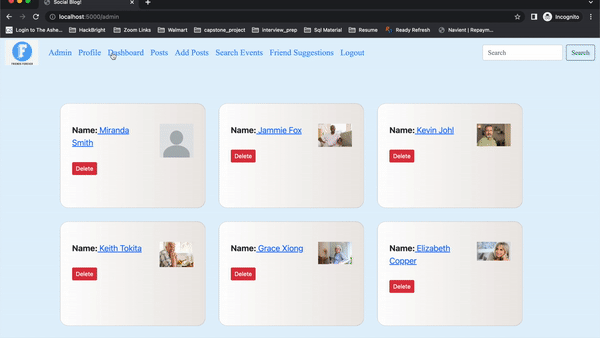 Social Blog!
localhost:5000/admin
Incognito
Login to The Ashe...
HackBright
Zoom Links
Walmart
capstone_project
interview_prep
Sql Material
Resume
Ready Refresh
Navient | Repaym...
F
Admin Profile Dashboard Posts Add Posts Search Events Friend Suggestions Logout
Search
Search
Name: Miranda
Smith
Delete
Name: Jammie Fox
Delete
Name: Kevin Johl
Delete
Name: Keith Tokita
Delete
Name: Grace Xiong
Delete
Name: Elizabeth
Copper
Delete